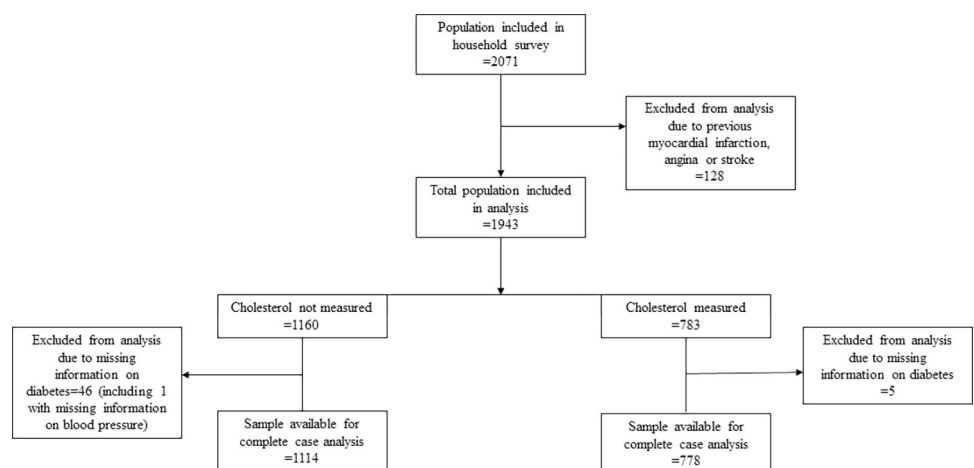 Population included in
household survey
=2071
Excluded from analysis
due to previous
myocardial infarction,
angina or stroke
=128
Total population included
in analysis
=1943
Cholesterol not measured
=1160
Cholesterol measured
=783
Excluded from analysis
due to missing
information on
diabetes=46 (including 1
with missing information
on blood pressure)
Excluded from analysis
due to missing
information on diabetes
=5
Sample available for
complete case analysis
=1114
Sample available for
complete case analysis
=778